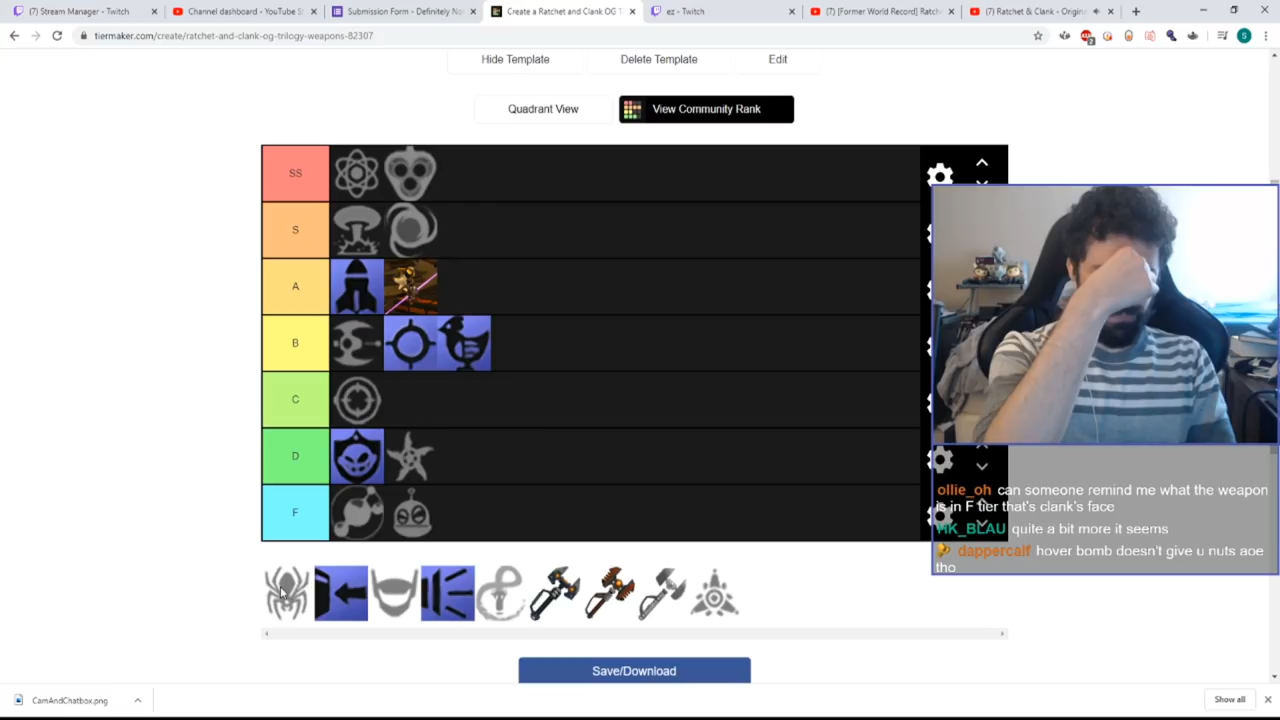 (7) Stream Manager - Twitch
Channel dashboard - YouTube S
Submission Form - Definitely No
Create a Ratchet and Clank OG T
ez - Twitch
(7) [Former World Record] Ratch
(7) Ratchet & Clank - Origin
tiermaker.com/create/ratchet-and-clank-og-trilogy-weapons-82307
2
S
Hide Template
Delete Template
Edit
Quadrant View
View Community Rank
SS
S
A
B
C
D
F
ollie_oh can someone remind me what the weapon
is in F tier that's clank's face
HK_BLAU quite a bit more it seems
dappercalf hover bomb doesn't give u nuts aoe
tho
Save/Download
CamAndChatbox.png
Show all